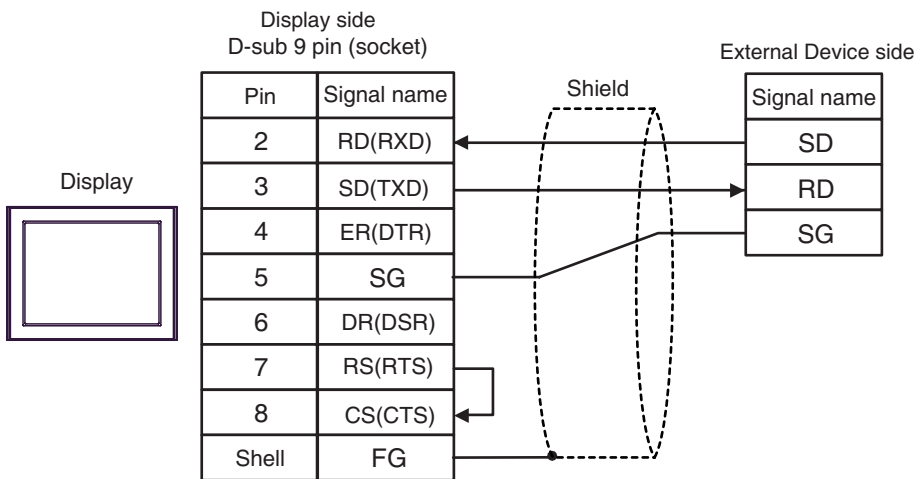 Display side
D-sub 9 pin (socket)
External Device side
Display
Shield
Pin Signal name
2 RD(RXD)
3 SD(TXD)
4 ER(DTR)
5 SG
6 DR(DSR)
7 RS(RTS)
8 CS(CTS)
Shell FG
Signal name
SD
RD
SG